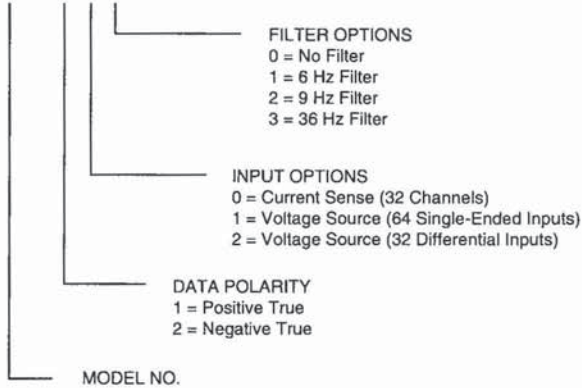 FILTER OPTIONS
0 = No Filter
1 = 6 Hz Filter
2 = 9 Hz Filter
3 = 36 Hz Filter
INPUT OPTIONS
0 = Current Sense (32 Channels)
1 = Voltage Source (64 Single-Ended Inputs)
2 = Voltage Source (32 Differential Inputs)
DATA POLARITY
1 = Positive True
2 = Negative True
MODEL NO.